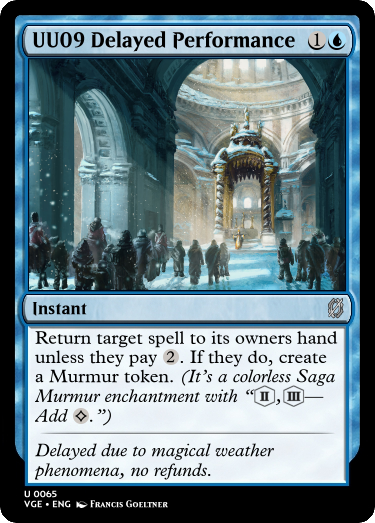 UU09 Delayed Performance 1
Instant
Return target spell to its owners hand
unless they pay 2. If they do, create
a Murmur token. (It's a colorless Saga
Murmur enchantment with “II,III—
Add .”)
Delayed due to magical weather
phenomena, no refunds.
U 0065
VGE • ENG Francis Goeltner